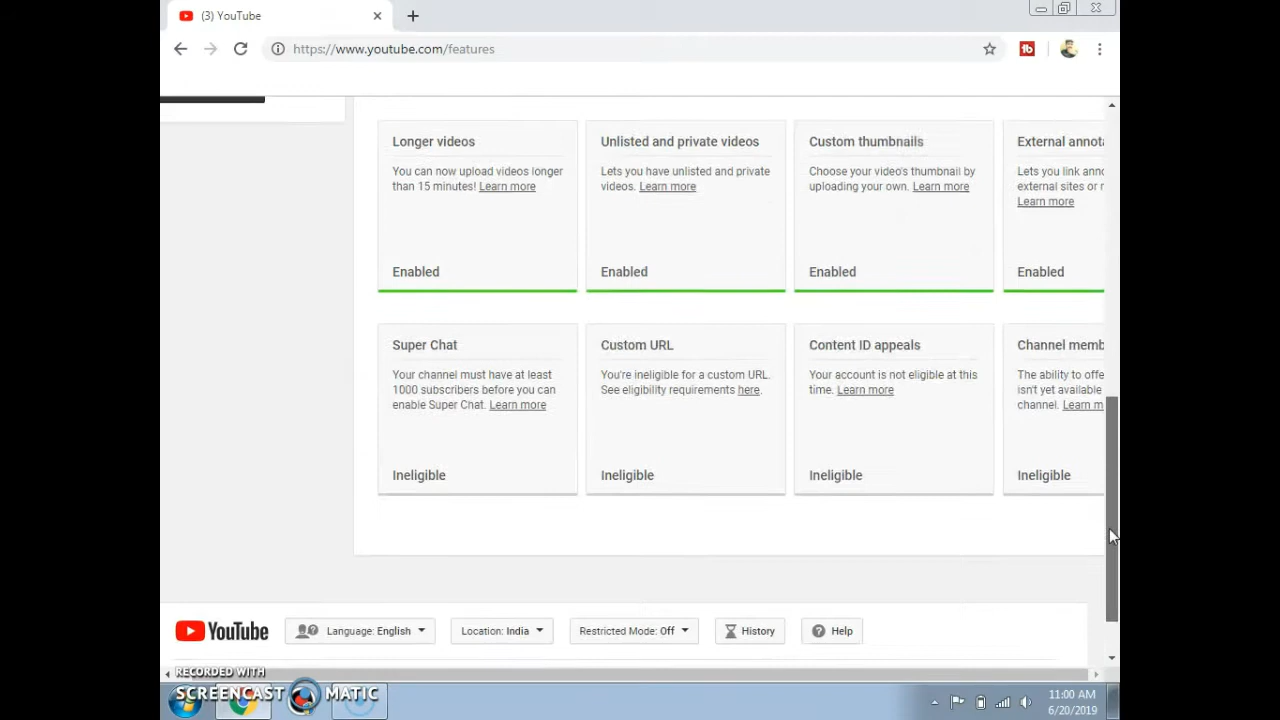 (3) YouTube
https://www.youtube.com/features
Longer videos
You can now upload videos longer
than 15 minutes! Learn more
Enabled
Unlisted and private videos
Lets you have unlisted and private
videos. Learn more
Enabled
Custom thumbnails
Choose your video's thumbnail by
uploading your own. Learn more
Enabled
External annota
Lets you link anno
external sites or
Learn more
Enabled
Super Chat
Your channel must have at least
1000 subscribers before you can
enable Super Chat. Learn more
Ineligible
Custom URL
You're ineligible for a custom URL.
See eligibility requirements here.
Ineligible
Content ID appeals
Your account is not eligible at this
time. Learn more
Ineligible
Channel memb
The ability to offe
isn't yet available
channel. Learn m
Ineligible
YouTube
Language: English
Location: India
Restricted Mode: Off
History
Help
RECORDED WITH
SCREENCAST MATIC
11:00 AM
6/20/2019